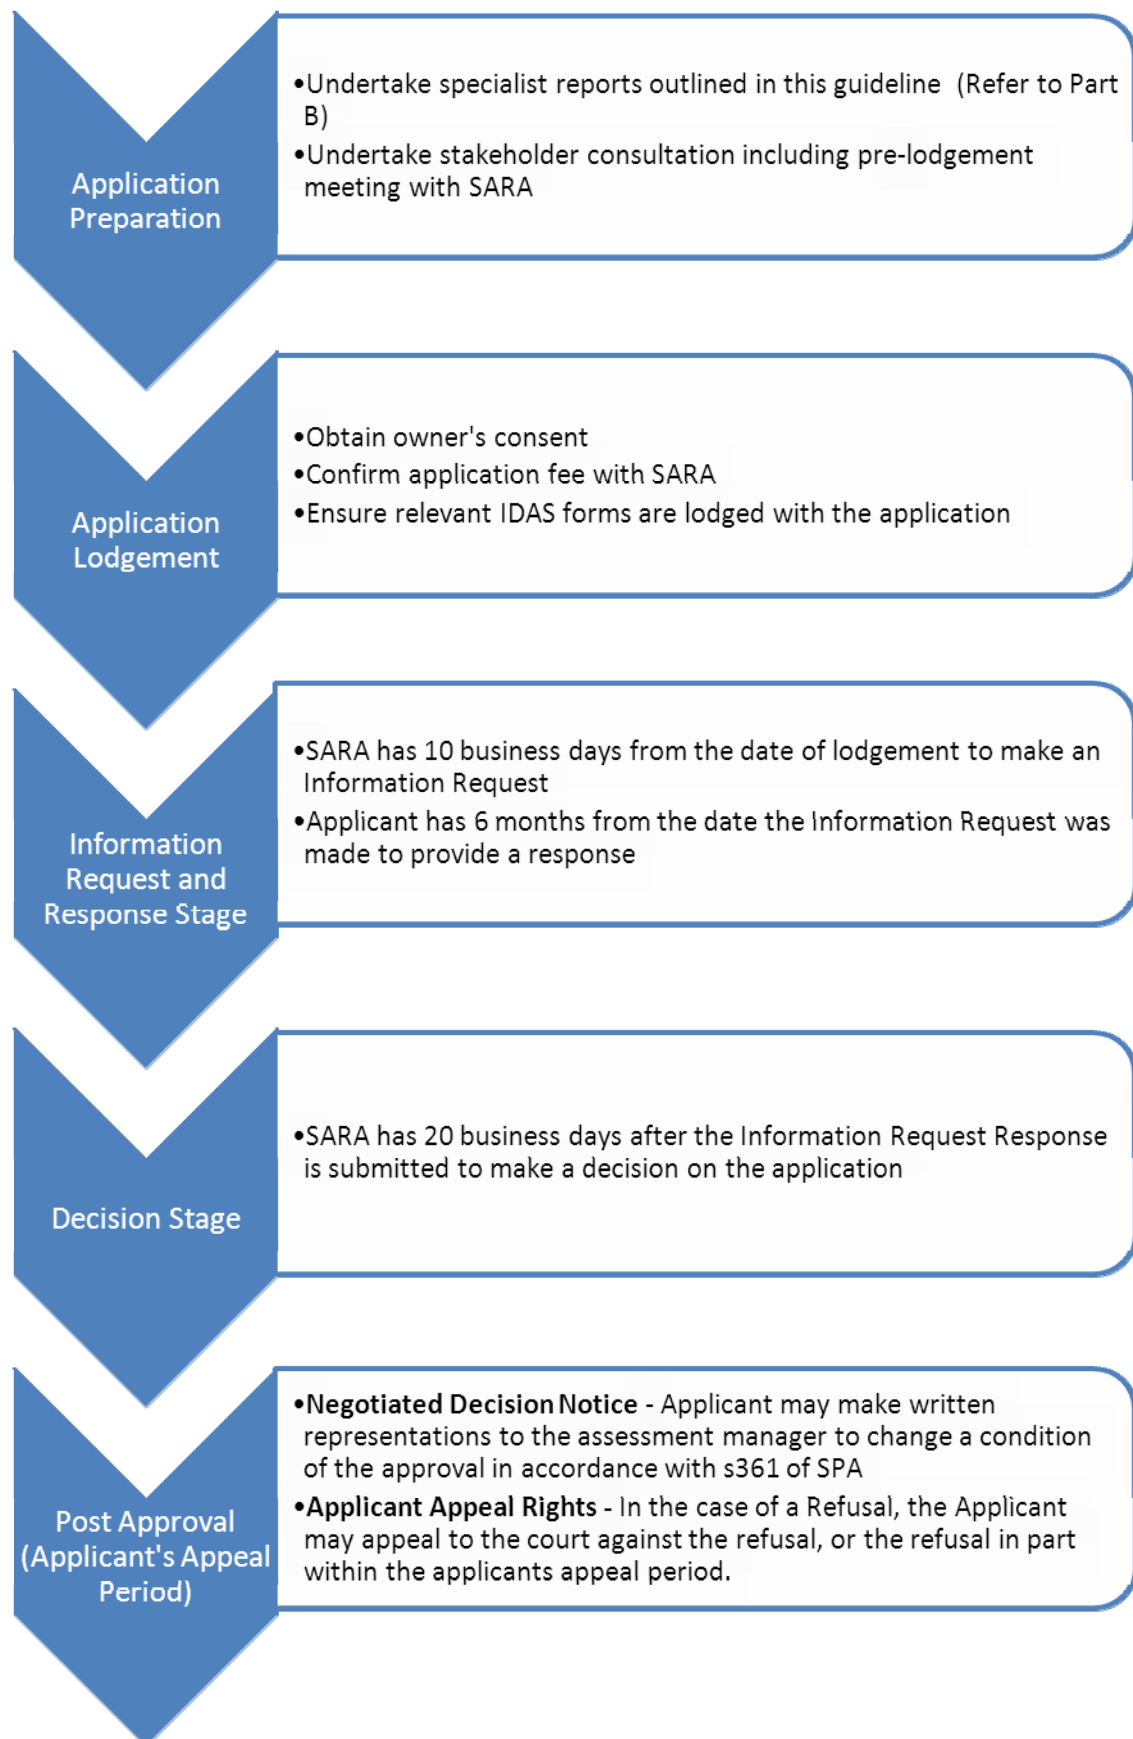 Application
Preparation
•Undertake specialist reports outlined in this guideline (Refer to Part
B)
•Undertake stakeholder consultation including pre-lodgement
meeting with SARA
Application
Lodgement
•Obtain owner's consent
•Confirm application fee with SARA
•Ensure relevant IDAS forms are lodged with the application
Information
Request and
Response Stage
•SARA has 10 business days from the date of lodgement to make an
Information Request
•Applicant has 6 months from the date the Information Request was
made to provide a response
Decision Stage
•SARA has 20 business days after the Information Request Response
is submitted to make a decision on the application
Post Approval
(Applicant's Appeal
Period)
•Negotiated Decision Notice - Applicant may make written
representations to the assessment manager to change a condition
of the approval in accordance with s361 of SPA
•Applicant Appeal Rights - In the case of a Refusal, the Applicant
may appeal to the court against the refusal, or the refusal in part
within the applicants appeal period.